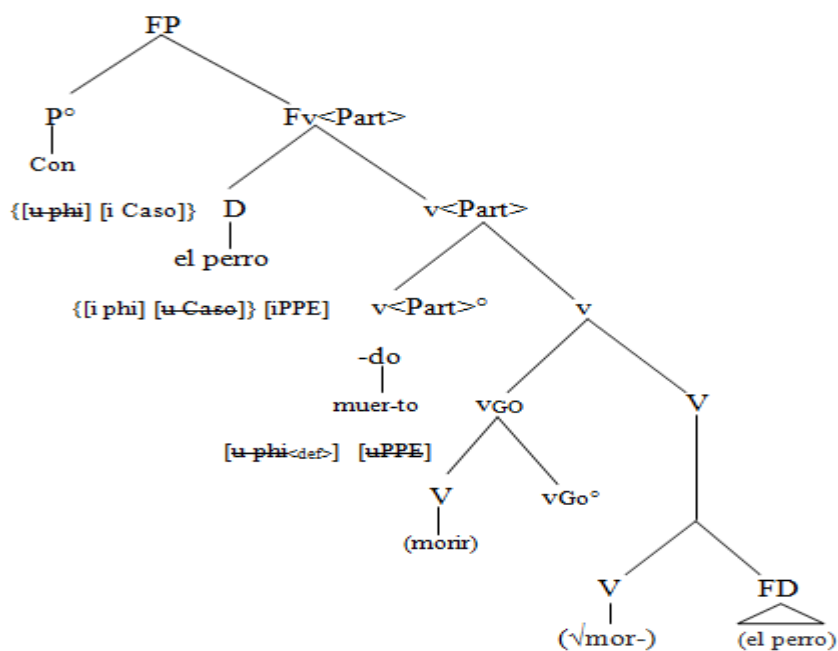 FP
P° Fv<Part>
Con
{[u phi] [i Caso]} D v<Part>
el perro
{[i phi] [u Caso]} [iPPE] v<Part>° v
-do
muer-to vGO V
[u phi<def>] [uPPE]
V vGo°
(morir)
V FD
(√mor-) (el perro)